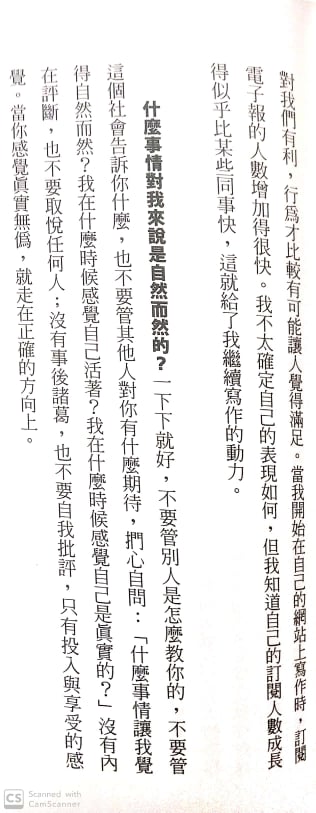 對我們有利，行為才比較有可能讓人覺得滿足。當我開始在自己的網站上寫作時，訂閱
電子報的人數增加得很快。我不太確定自己的表現如何，但我知道自己的訂閱人數成長
得似乎比某些同事快，這就給了我繼續寫作的動力。
什麼事情對我來說是自然而然的？一下下就好，不要管別人是怎麼教你的，不要管
這個社會告訴你什麼，也不要管其他人對你有什麼期待，捫心自問：「什麼事情讓我覺
得自然而然？我在什麼時候感覺自己活著？我在什麼時候感覺自己是真實的？」沒有內
在評斷，也不要取悅任何人；沒有事後諸葛，也不要自我批評，只有投入與享受的感
覺。當你感覺真實無偽，就走在正確的方向上。
CS Scanned with
CamScanner